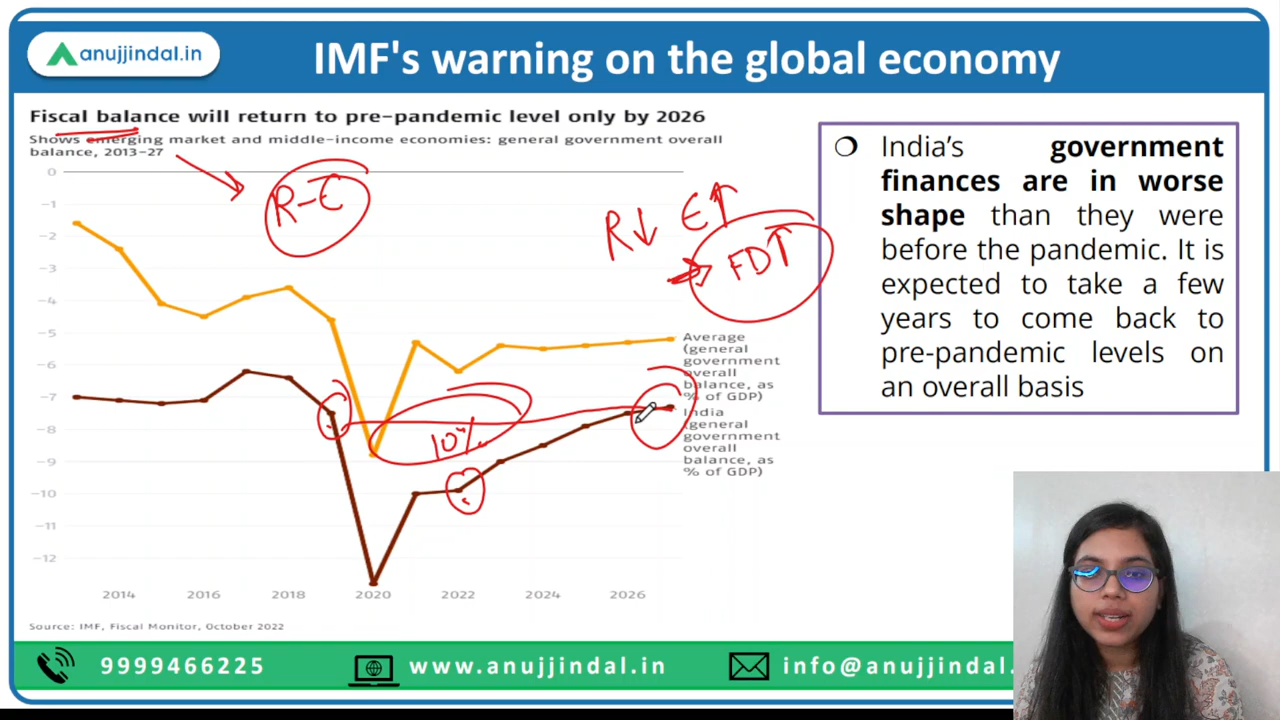 anujjindal.in
IMF's warning on the global economy
Fiscal balance will return to pre-pandemic level only by 2026
Shows emerging market and middle-income economies: general government overall
balance, 2013-27
0
−1
−2
−3
−4
−5
−6
−7
−8
−9
−10
−11
−12
R-E
R↓ E↑
→ FD↑
10%
Average
(general
government
overall
balance, as
% of GDP)
India
(general
government
overall
balance, as
% of GDP)
2014 2016 2018 2020 2022 2024 2026
Source: IMF, Fiscal Monitor, October 2022
❍ India’s government
finances are in worse
shape than they were
before the pandemic. It is
expected to take a few
years to come back to
pre-pandemic levels on
an overall basis
9999466225 www.anujjindal.in info@anujjindal.